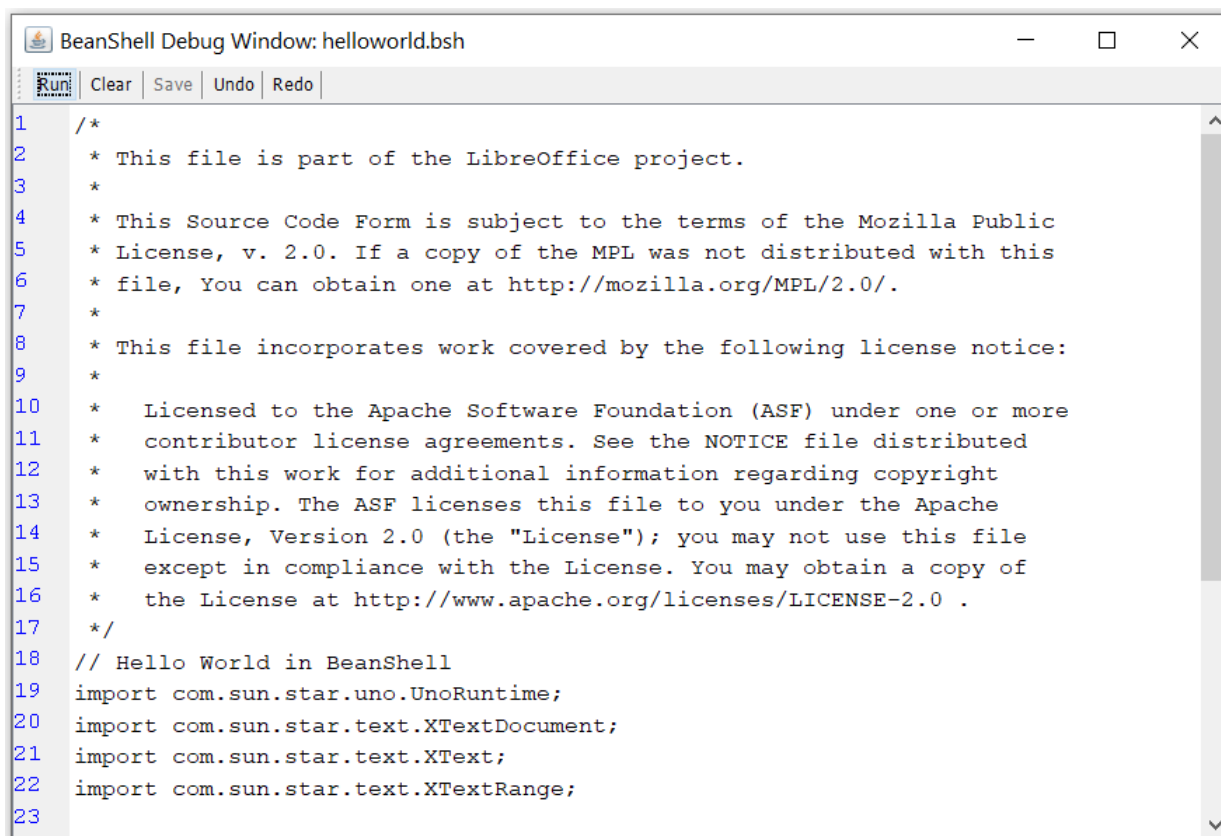 BeanShell Debug Window: helloworld.bsh
Run Clear Save Undo Redo
1 /*
2  * This file is part of the LibreOffice project.
3  *
4  * This Source Code Form is subject to the terms of the Mozilla Public
5  * License, v. 2.0. If a copy of the MPL was not distributed with this
6  * file, You can obtain one at http://mozilla.org/MPL/2.0/.
7  *
8  * This file incorporates work covered by the following license notice:
9  *
10  *   Licensed to the Apache Software Foundation (ASF) under one or more
11  *   contributor license agreements. See the NOTICE file distributed
12  *   with this work for additional information regarding copyright
13  *   ownership. The ASF licenses this file to you under the Apache
14  *   License, Version 2.0 (the "License"); you may not use this file
15  *   except in compliance with the License. You may obtain a copy of
16  *   the License at http://www.apache.org/licenses/LICENSE-2.0 .
17  */
18 // Hello World in BeanShell
19 import com.sun.star.uno.UnoRuntime;
20 import com.sun.star.text.XTextDocument;
21 import com.sun.star.text.XText;
22 import com.sun.star.text.XTextRange;
23